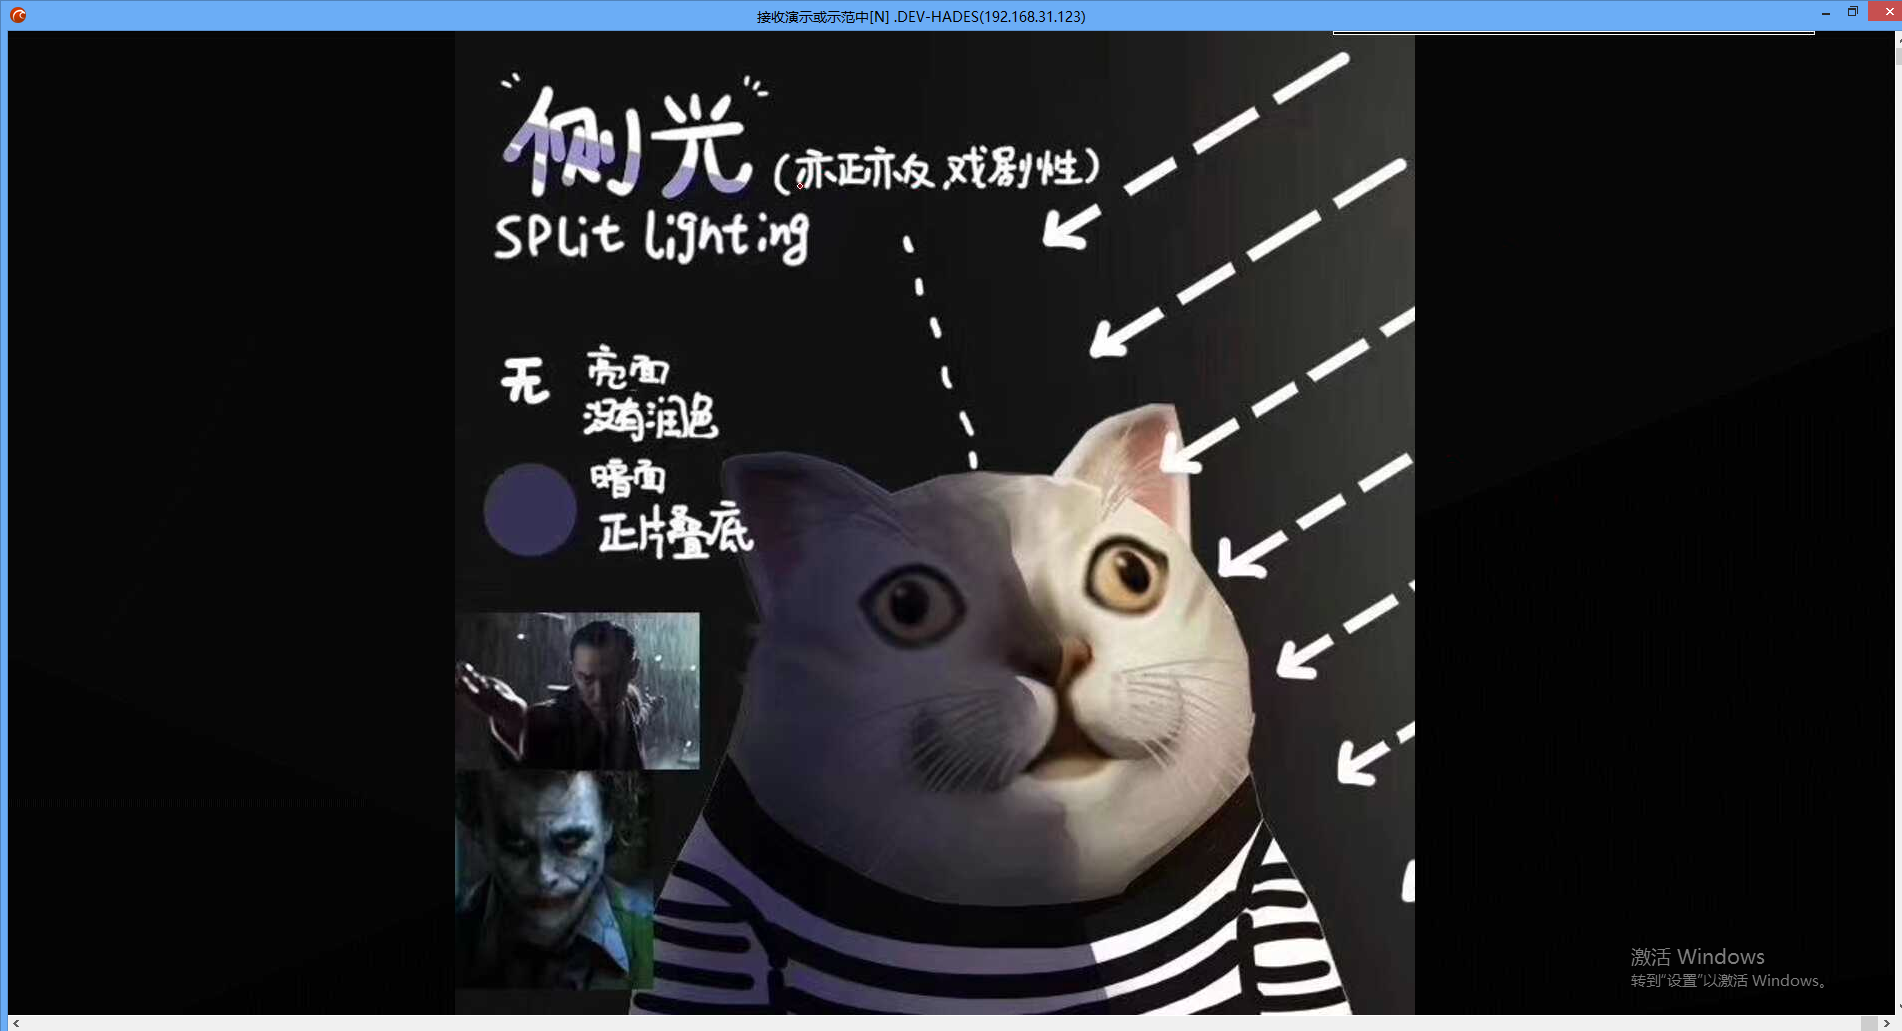 接收演示或示范中[N] .DEV-HADES(192.168.31.123)
"侧光"
(亦正亦反,戏剧性)
SPLit lighting
无
亮面
没有润色
暗面
正片叠底
激活 Windows
转到"设置"以激活 Windows。